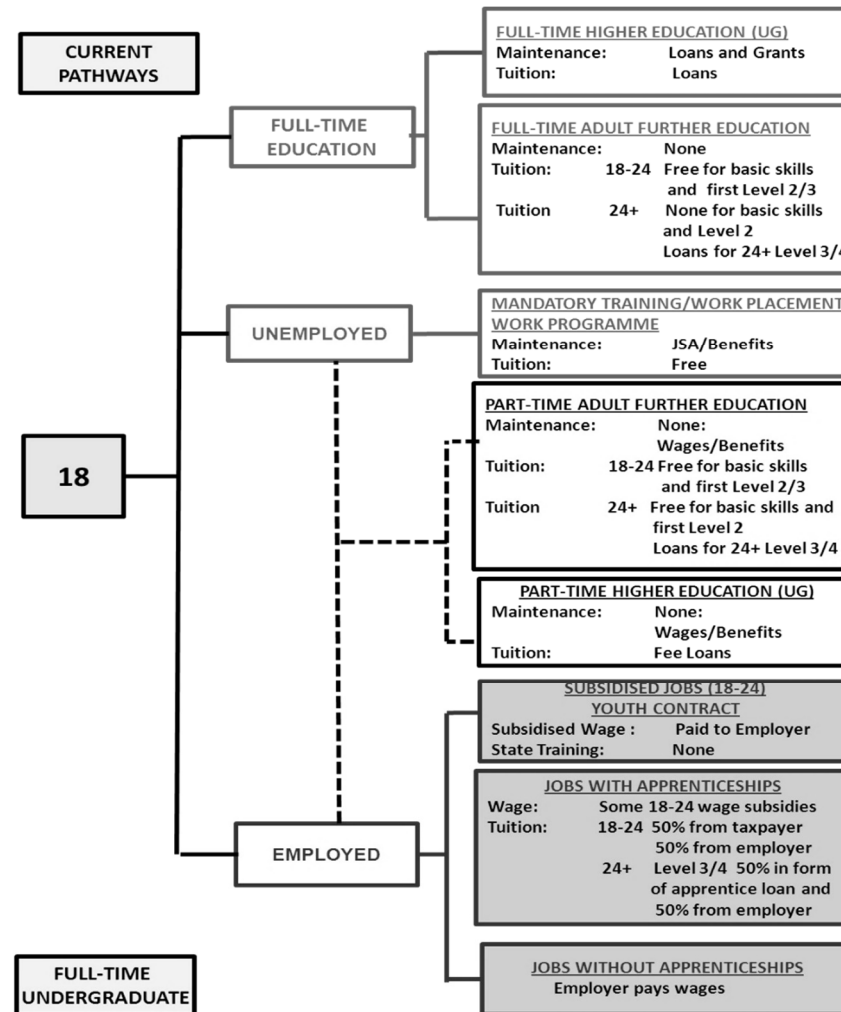 CURRENT
PATHWAYS
FULL-TIME HIGHER EDUCATION (UG)
Maintenance: Loans and Grants
Tuition: Loans
FULL-TIME
EDUCATION
FULL-TIME ADULT FURTHER EDUCATION
Maintenance: None
Tuition: 18-24 Free for basic skills
and first Level 2/3
Tuition 24+ None for basic skills
and Level 2
Loans for 24+ Level 3/4
UNEMPLOYED
MANDATORY TRAINING/WORK PLACEMENT
WORK PROGRAMME
Maintenance: JSA/Benefits
Tuition: Free
18
PART-TIME ADULT FURTHER EDUCATION
Maintenance: None:
Wages/Benefits
Tuition: 18-24 Free for basic skills
and first Level 2/3
Tuition 24+ Free for basic skills and
first Level 2
Loans for 24+ Level 3/4
PART-TIME HIGHER EDUCATION (UG)
Maintenance: None:
Wages/Benefits
Tuition: Fee Loans
SUBSIDISED JOBS (18-24)
YOUTH CONTRACT
Subsidised Wage : Paid to Employer
State Training: None
EMPLOYED
JOBS WITH APPRENTICESHIPS
Wage: Some 18-24 wage subsidies
Tuition: 18-24 50% from taxpayer
50% from employer
24+ Level 3/4 50% in form
of apprentice loan and
50% from employer
JOBS WITHOUT APPRENTICESHIPS
Employer pays wages
FULL-TIME
UNDERGRADUATE